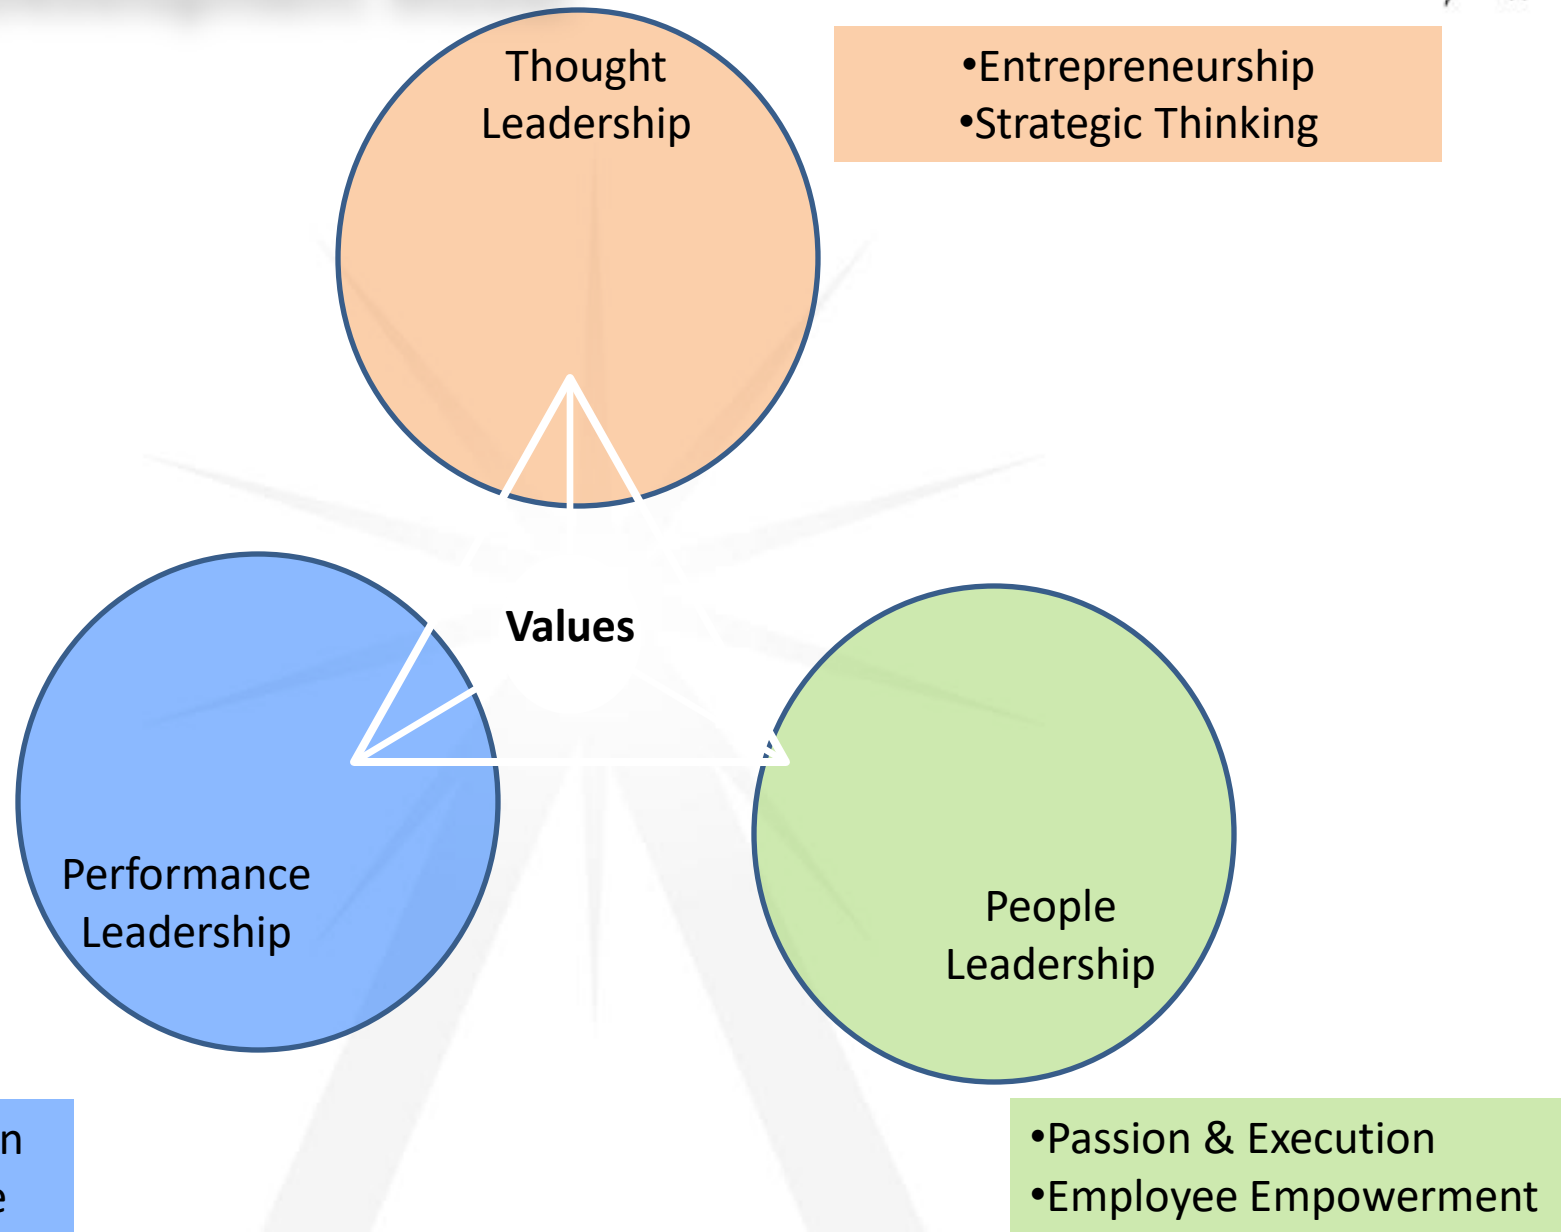 Thought
Leadership
•Entrepreneurship
•Strategic Thinking
Values
Performance
Leadership
People
Leadership
•Passion & Execution
•Employee Empowerment